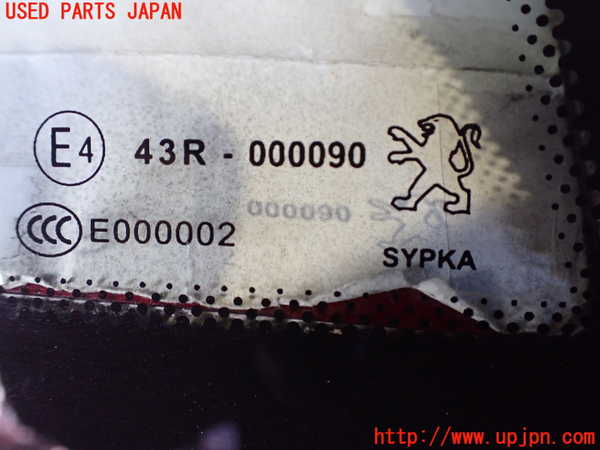 USED PARTS JAPAN
E4 43R - 000090
000090
CCC E000002
SYPKA
http://www.upjpn.com